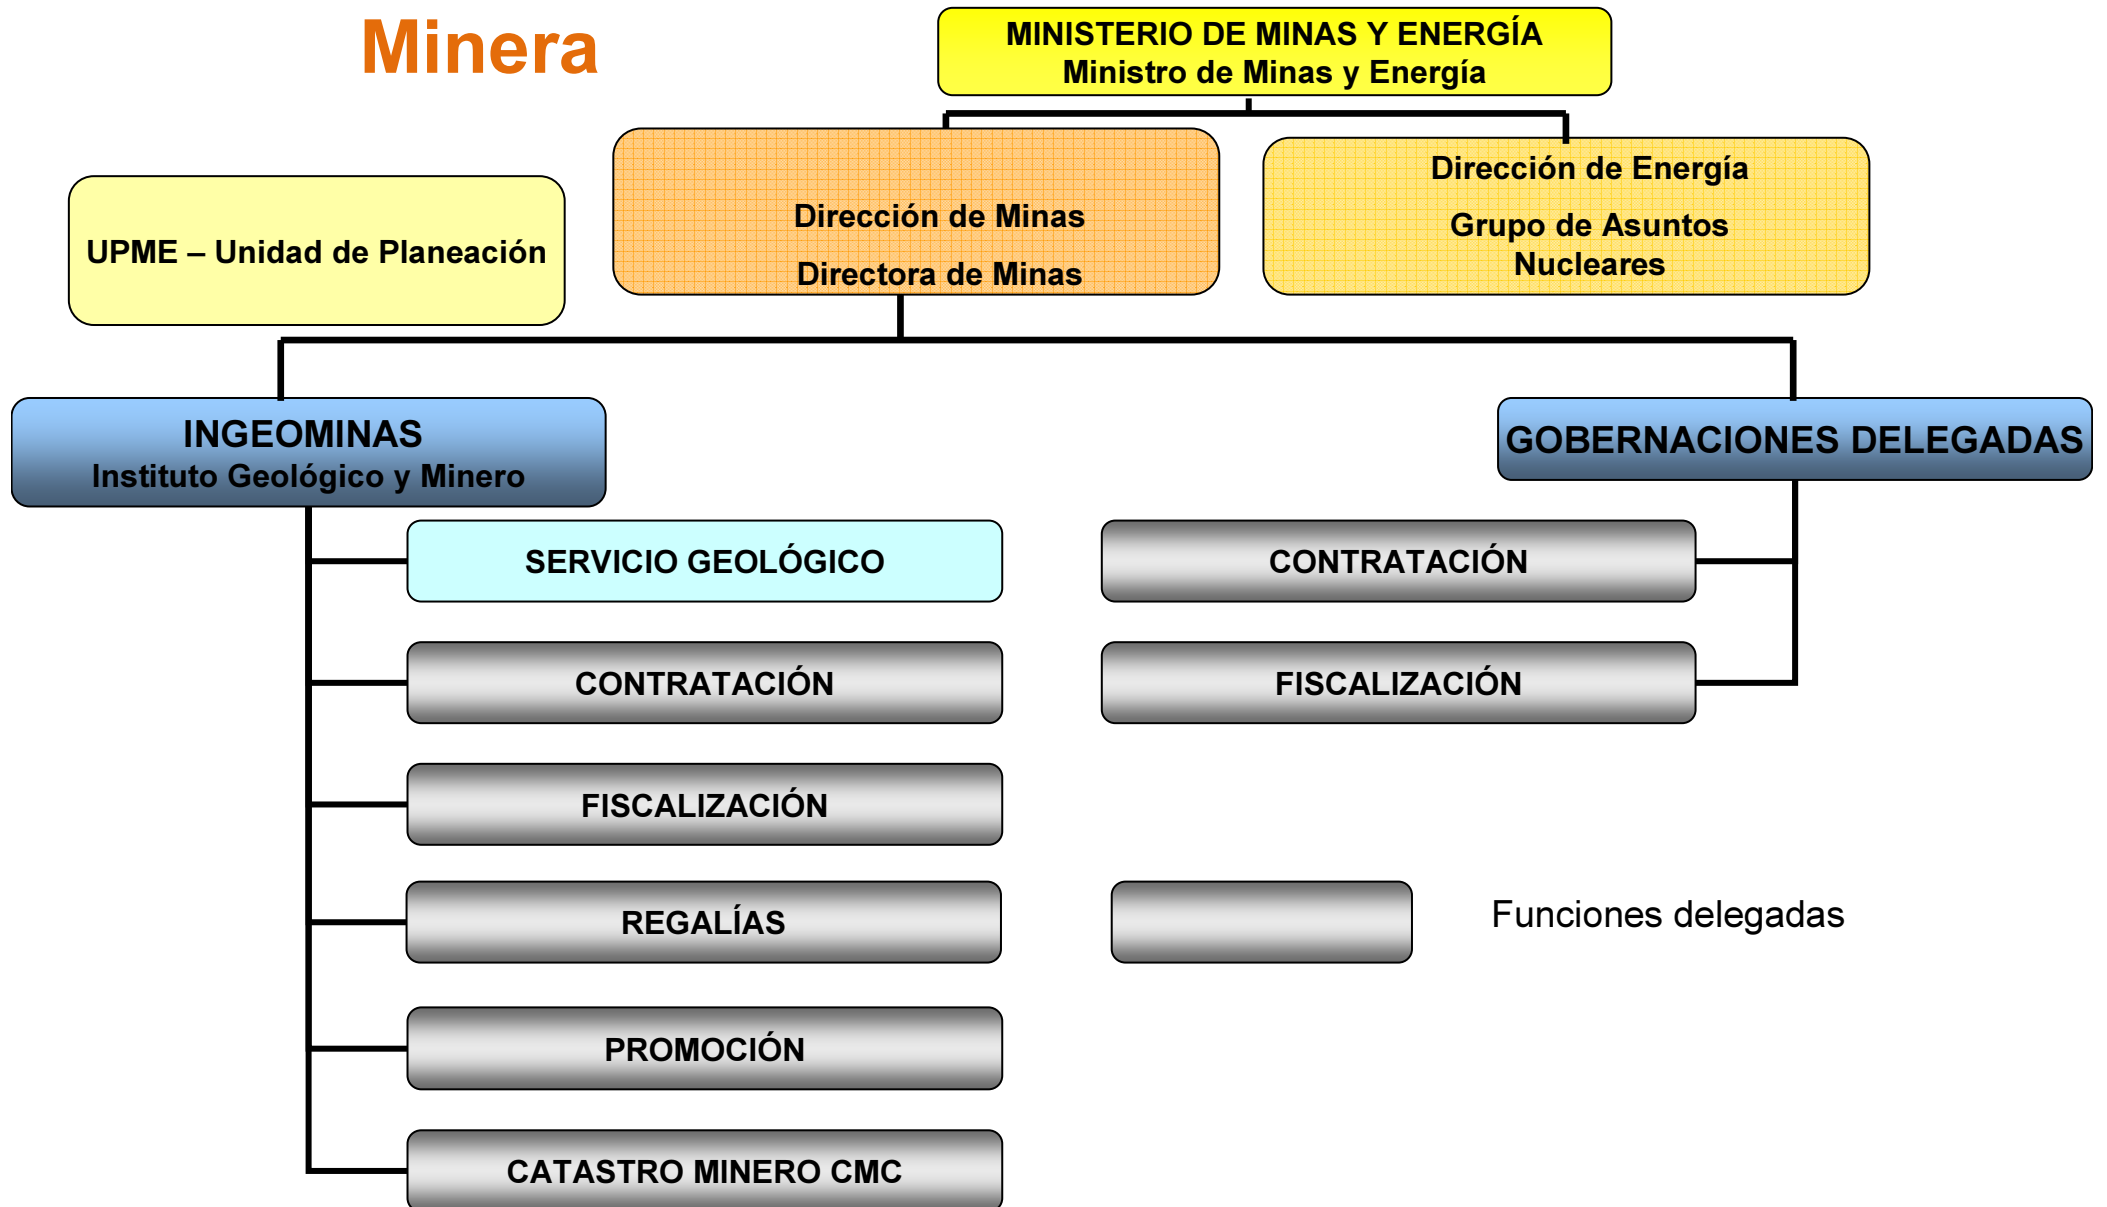 Minera
MINISTERIO DE MINAS Y ENERGÍA
Ministro de Minas y Energía
UPME – Unidad de Planeación
Dirección de Minas
Directora de Minas
Dirección de Energía
Grupo de Asuntos
Nucleares
INGEOMINAS
Instituto Geológico y Minero
GOBERNACIONES DELEGADAS
SERVICIO GEOLÓGICO
CONTRATACIÓN
CONTRATACIÓN
FISCALIZACIÓN
FISCALIZACIÓN
REGALÍAS
Funciones delegadas
PROMOCIÓN
CATASTRO MINERO CMC